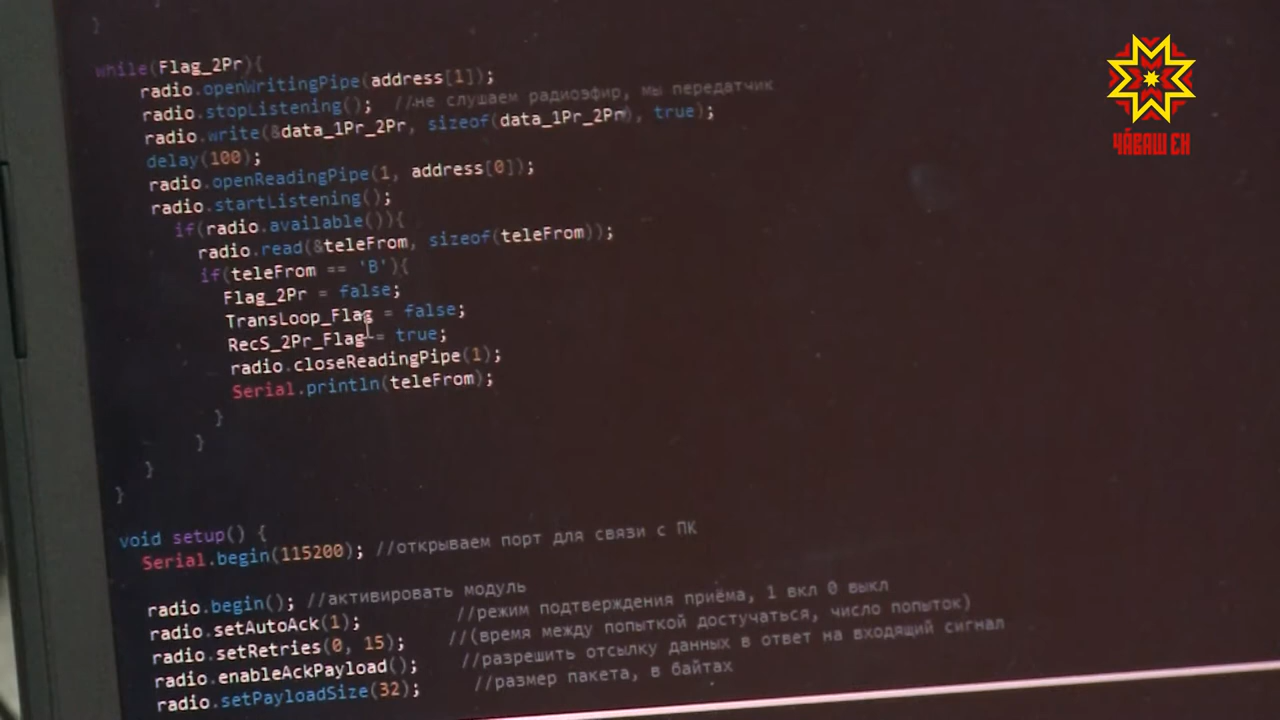 }
while(Flag_2Pr){
radio.openWritingPipe(address[1]);
radio.stopListening(); //не слушаем радиоэфир, мы передатчик
radio.write(&data_1Pr_2Pr, sizeof(data_1Pr_2Pr), true);
delay(100);
radio.openReadingPipe(1, address[0]);
radio.startListening();
if(radio.available()){
radio.read(&teleFrom, sizeof(teleFrom));
if(teleFrom == 'B'){
Flag_2Pr = false;
TransLoop_Flag = false;
RecS_2Pr_Flag = true;
radio.closeReadingPipe(1);
Serial.println(teleFrom);
}
}
}
}
void setup() {
Serial.begin(115200); //открываем порт для связи с ПК
radio.begin(); //активировать модуль
radio.setAutoAck(1); //режим подтверждения приёма, 1 вкл 0 выкл
radio.setRetries(0, 15); //(время между попыткой достучаться, число попыток)
radio.enableAckPayload(); //разрешить отсылку данных в ответ на входящий сигнал
radio.setPayloadSize(32); //размер пакета, в байтах
ЧӐВАШ ЕН